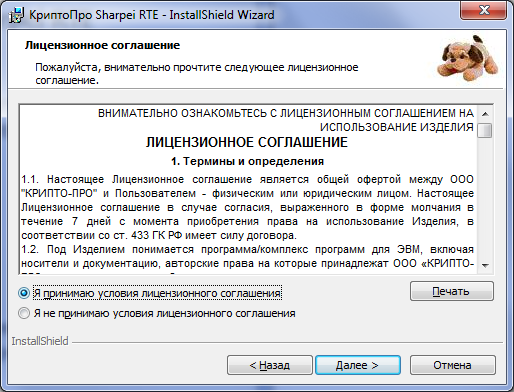 КриптоПро Sharpei RTE - InstallShield Wizard
Лицензионное соглашение
Пожалуйста, внимательно прочтите следующее лицензионное
соглашение.
ВНИМАТЕЛЬНО ОЗНАКОМЬТЕСЬ С ЛИЦЕНЗИОННЫМ СОГЛАШЕНИЕМ НА
ИСПОЛЬЗОВАНИЕ ИЗДЕЛИЯ
ЛИЦЕНЗИОННОЕ СОГЛАШЕНИЕ
1. Термины и определения
1.1. Настоящее Лицензионное соглашение является общей офертой между ООО
"КРИПТО-ПРО" и Пользователем - физическим или юридическим лицом. Настоящее
Лицензионное соглашение в случае согласия, выраженного в форме молчания в
течение 7 дней с момента приобретения права на использование Изделия, в
соответствии со ст. 433 ГК РФ имеет силу договора.
1.2. Под Изделием понимается программа/комплекс программ для ЭВМ, включая
носители и документацию, авторские права на которые принадлежат ООО «КРИПТО-
Я принимаю условия лицензионного соглашения
Печать
Я не принимаю условия лицензионного соглашения
InstallShield
< Назад
Далее >
Отмена